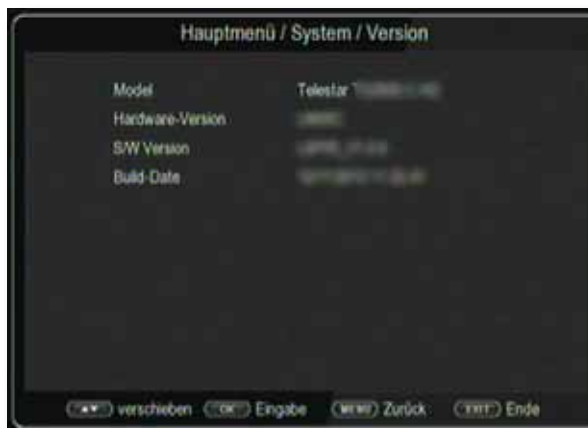 Hauptmenü / System / Version
Model Telestar
Hardware-Version
S/W Version
Build-Date
▲▼ verschieben OK Eingabe MENU Zurück EXIT Ende